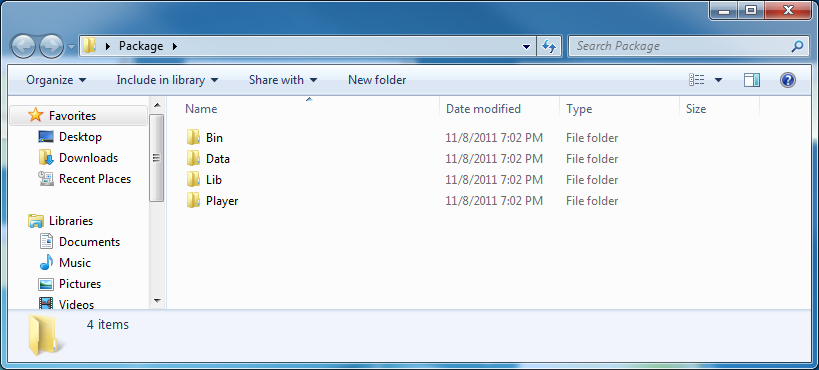 Package
Search Package
Organize Include in library Share with New folder
Favorites
Desktop
Downloads
Recent Places
Libraries
Documents
Music
Pictures
Videos
Name Date modified Type Size
Bin 11/8/2011 7:02 PM File folder
Data 11/8/2011 7:02 PM File folder
Lib 11/8/2011 7:02 PM File folder
Player 11/8/2011 7:02 PM File folder
4 items